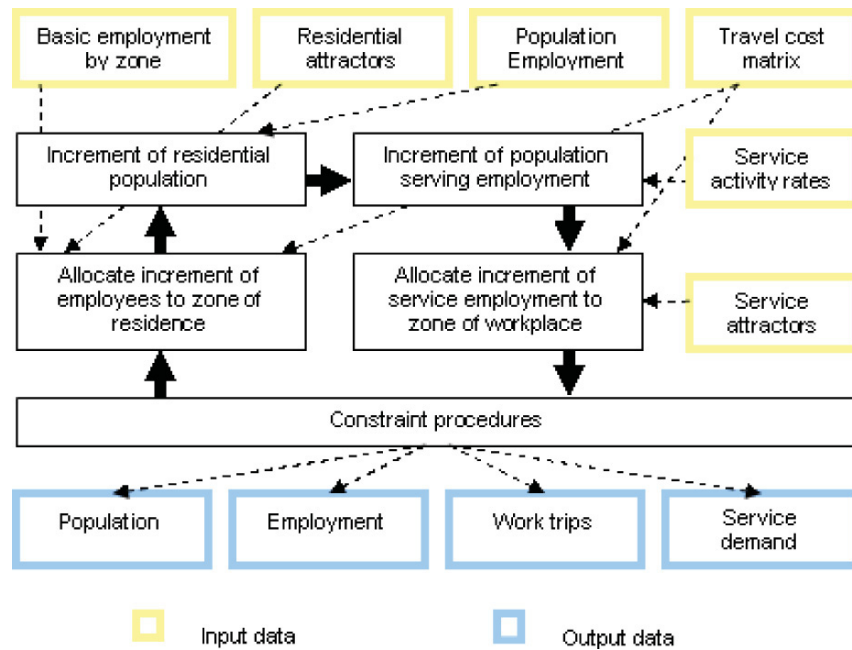 Basic employment
by zone
Residential
attractors
Population
Employment
Travel cost
matrix
Increment of residential
population
Increment of population
serving employment
Service
activity rates
Allocate increment of
employees to zone of
residence
Allocate increment of
service employment to
zone of workplace
Service
attractors
Constraint procedures
Population
Employment
Work trips
Service
demand
Input data
Output data